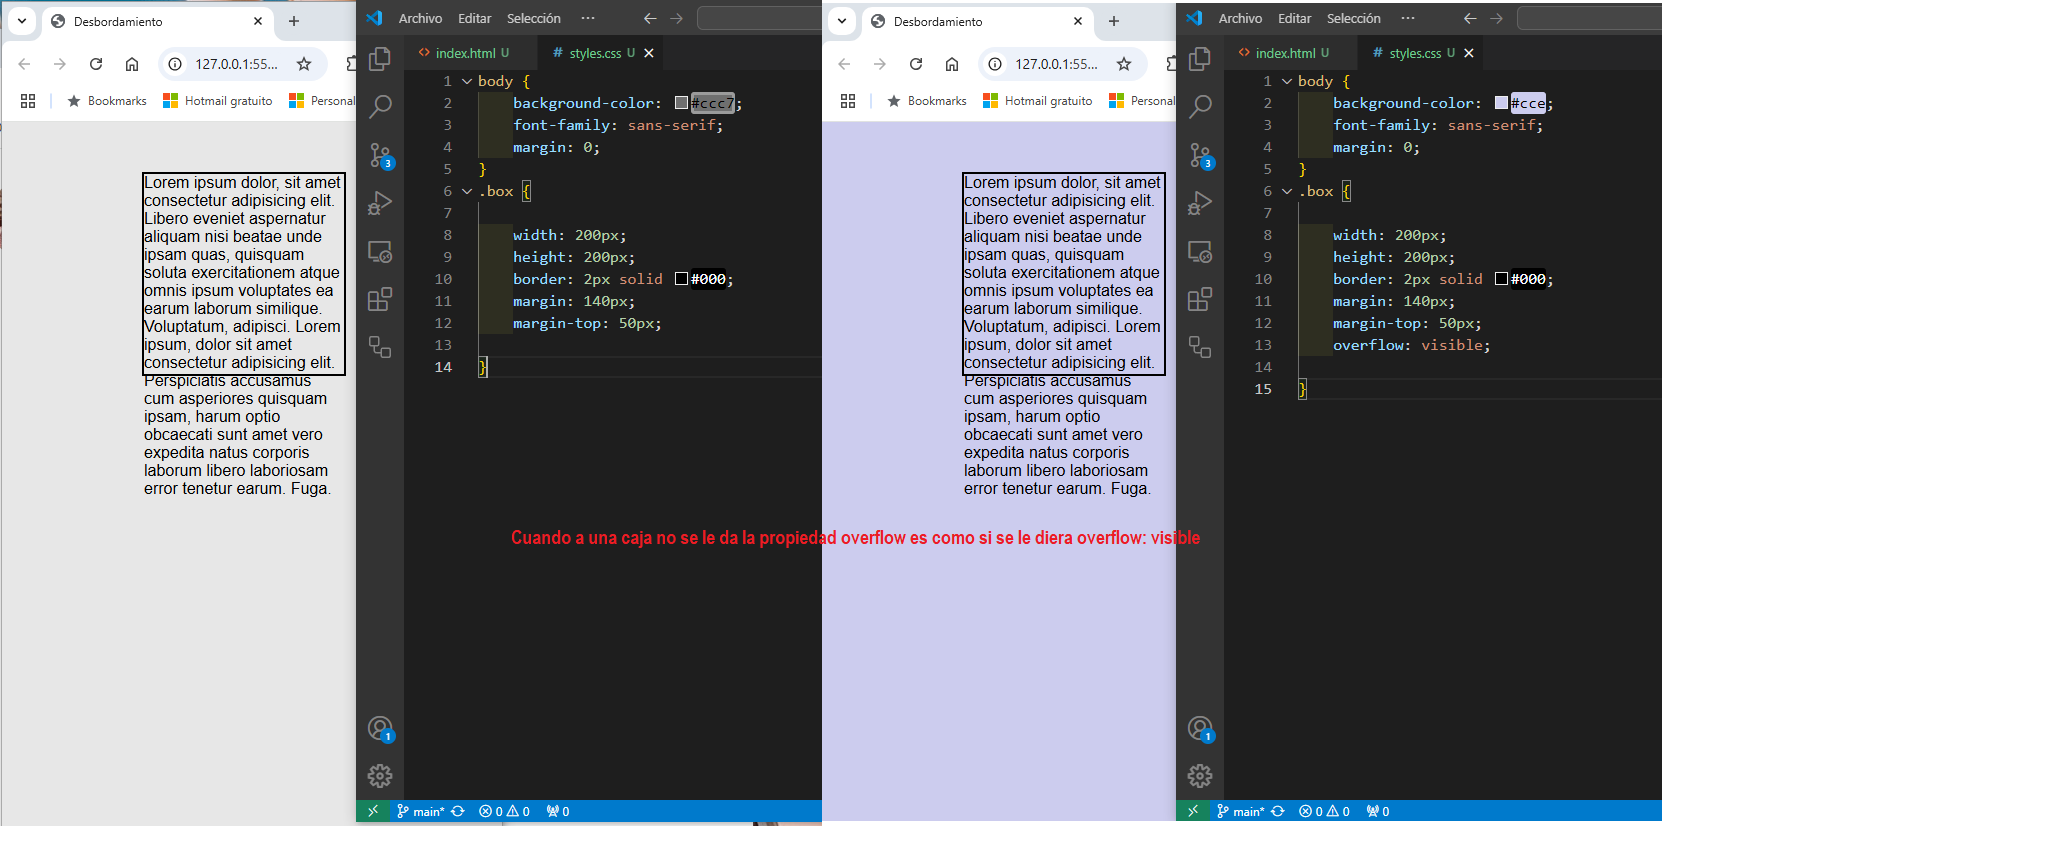 Desbordamiento
127.0.0.1:55...
Bookmarks Hotmail gratuito Personal
Lorem ipsum dolor, sit amet
consectetur adipisicing elit.
Libero eveniet aspernatur
aliquam nisi beatae unde
ipsam quas, quisquam
soluta exercitationem atque
omnis ipsum voluptates ea
earum laborum similique.
Voluptatum, adipisci. Lorem
ipsum, dolor sit amet
consectetur adipisicing elit.
Perspiciatis accusamus
cum asperiores quisquam
ipsam, harum optio
obcaecati sunt amet vero
expedita natus corporis
laborum libero laboriosam
error tenetur earum. Fuga.
Archivo Editar Selección ···
index.html U # styles.css U
1 body {
2 background-color: #ccc7;
3 font-family: sans-serif;
4 margin: 0;
5 }
6 .box {
7
8 width: 200px;
9 height: 200px;
10 border: 2px solid #000;
11 margin: 140px;
12 margin-top: 50px;
13
14 }
3
1
main* 0 0 0
Desbordamiento
127.0.0.1:55...
Bookmarks Hotmail gratuito Personal
Lorem ipsum dolor, sit amet
consectetur adipisicing elit.
Libero eveniet aspernatur
aliquam nisi beatae unde
ipsam quas, quisquam
soluta exercitationem atque
omnis ipsum voluptates ea
earum laborum similique.
Voluptatum, adipisci. Lorem
ipsum, dolor sit amet
consectetur adipisicing elit.
Perspiciatis accusamus
cum asperiores quisquam
ipsam, harum optio
obcaecati sunt amet vero
expedita natus corporis
laborum libero laboriosam
error tenetur earum. Fuga.
Archivo Editar Selección ···
index.html U # styles.css U
1 body {
2 background-color: #cce;
3 font-family: sans-serif;
4 margin: 0;
5 }
6 .box {
7
8 width: 200px;
9 height: 200px;
10 border: 2px solid #000;
11 margin: 140px;
12 margin-top: 50px;
13 overflow: visible;
14
15 }
3
1
main* 0 0 0
Cuando a una caja no se le da la propiedad overflow es como si se le diera overflow: visible